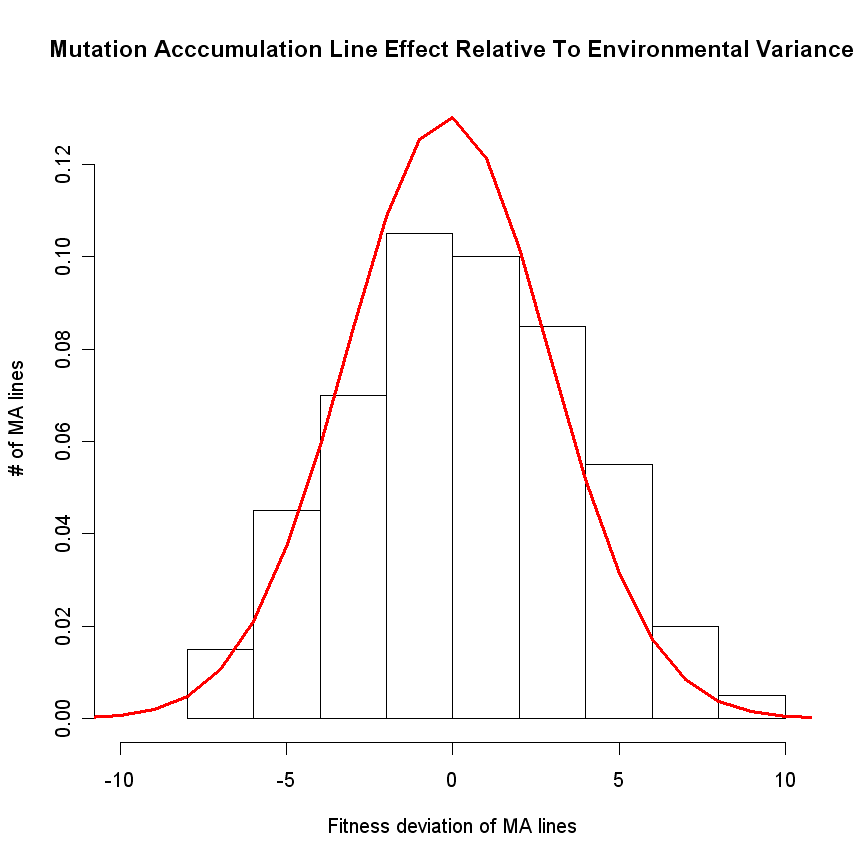 Mutation Acccumulation Line Effect Relative To Environmental Variance
# of MA lines
0.12
0.10
0.08
0.06
0.04
0.02
0.00
-10 -5 0 5 10
Fitness deviation of MA lines